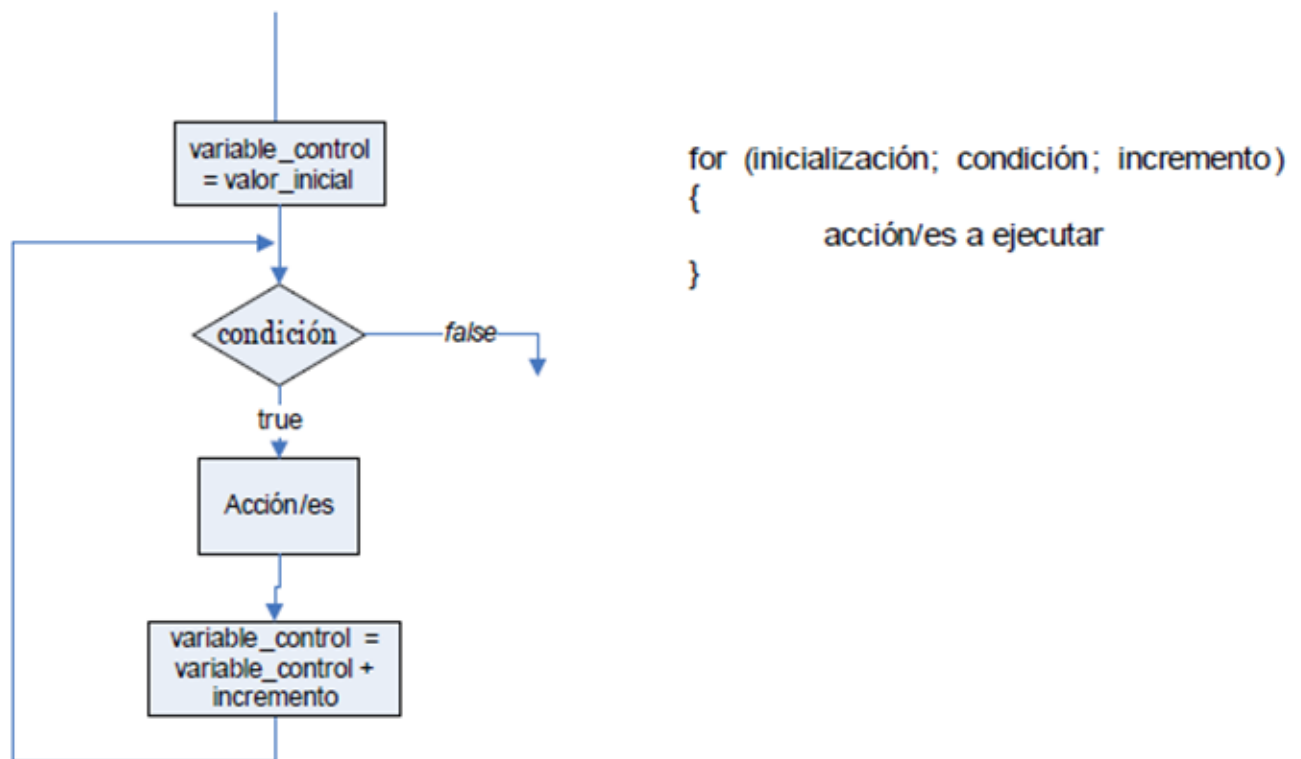 variable_control
= valor_inicial
condición
false
true
Acción/es
variable_control =
variable_control +
incremento
for (inicialización; condición; incremento)
{
acción/es a ejecutar
}